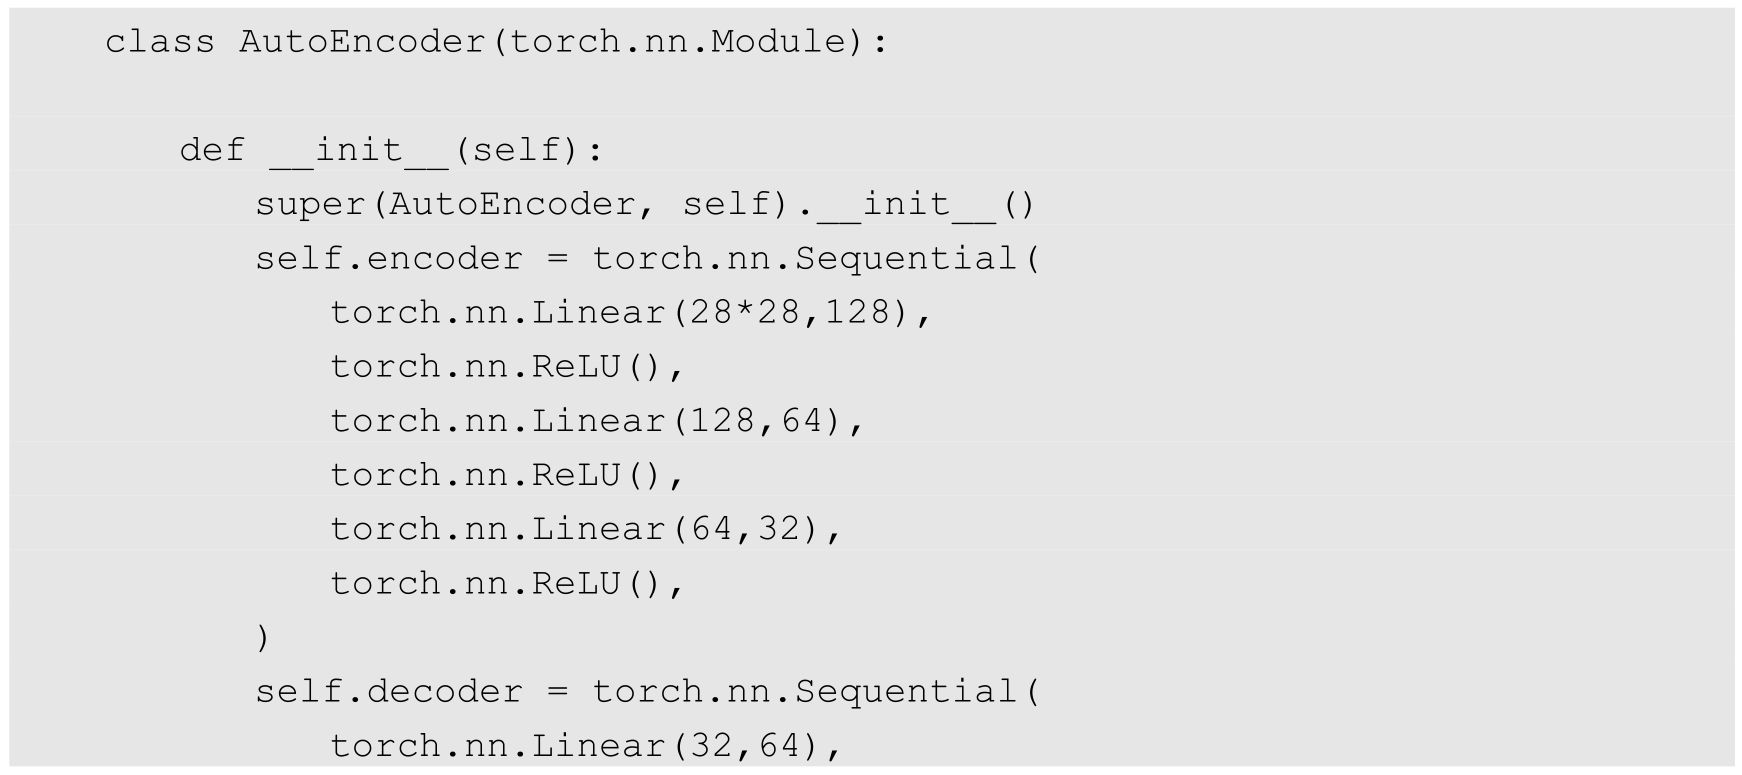 class AutoEncoder(torch.nn.Module):
def __init__(self):
super(AutoEncoder, self).__init__()
self.encoder = torch.nn.Sequential(
torch.nn.Linear(28*28,128),
torch.nn.ReLU(),
torch.nn.Linear(128,64),
torch.nn.ReLU(),
torch.nn.Linear(64,32),
torch.nn.ReLU(),
)
self.decoder = torch.nn.Sequential(
torch.nn.Linear(32,64),